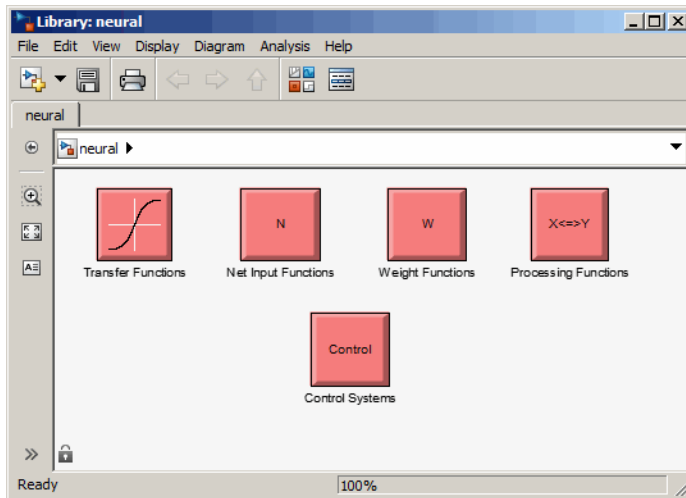 Library: neural
File Edit View Display Diagram Analysis Help
neural
neural
N
W
X<=>Y
Transfer Functions
Net Input Functions
Weight Functions
Processing Functions
Control
Control Systems
Ready
100%